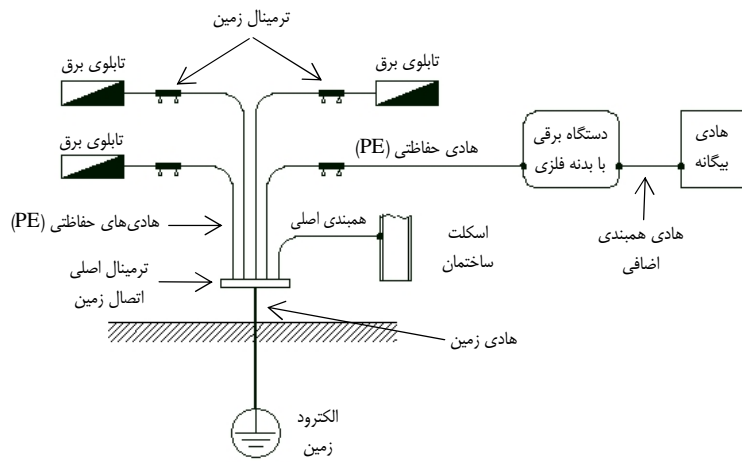 ترمینال زمین
تابلوی برق
تابلوی برق
تابلوی برق
هادی حفاظتی (PE)
دستگاه برقی
با بدنه فلزی
هادی
بیگانه
هادی همبندی
اضافی
هادی‌های حفاظتی (PE)
همبندی اصلی
اسکلت
ساختمان
ترمینال اصلی
اتصال زمین
هادی زمین
الکترود
زمین